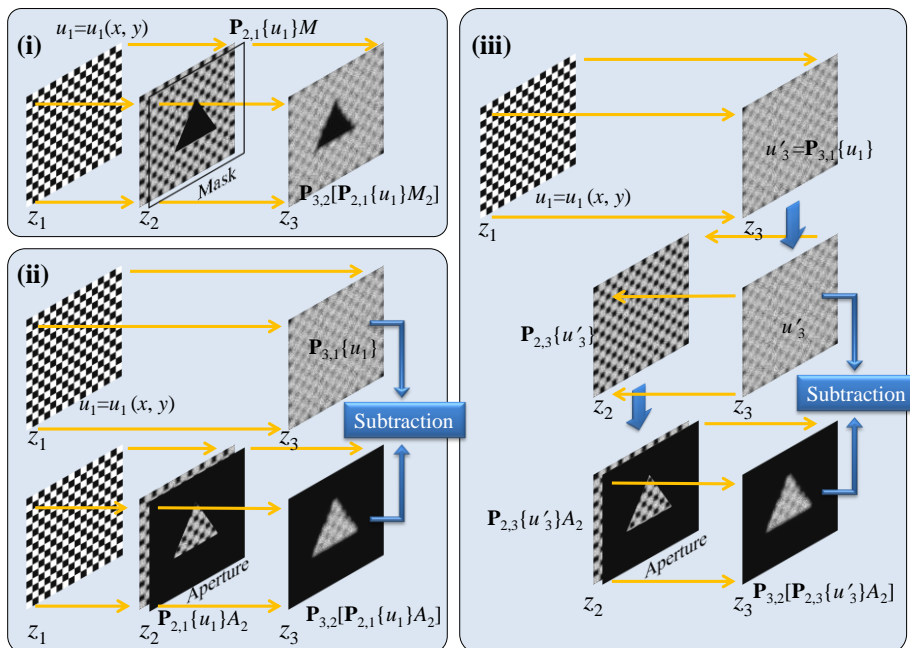 (i)
u₁=u₁(x, y)
P₂,₁{u₁}M
Mask
P₃,₂[P₂,₁{u₁}M₂]
z₁
z₂
z₃
(ii)
P₃,₁{u₁}
u₁=u₁(x, y)
Subtraction
z₁
z₃
Aperture
z₁
z₂
P₂,₁{u₁}A₂
z₃
P₃,₂[P₂,₁{u₁}A₂]
(iii)
u′₃=P₃,₁{u₁}
u₁=u₁(x, y)
z₁
z₃
P₂,₃{u′₃}
u′₃
Subtraction
z₂
z₃
P₂,₃{u′₃}A₂
Aperture
z₂
z₃
P₃,₂[P₂,₃{u′₃}A₂]